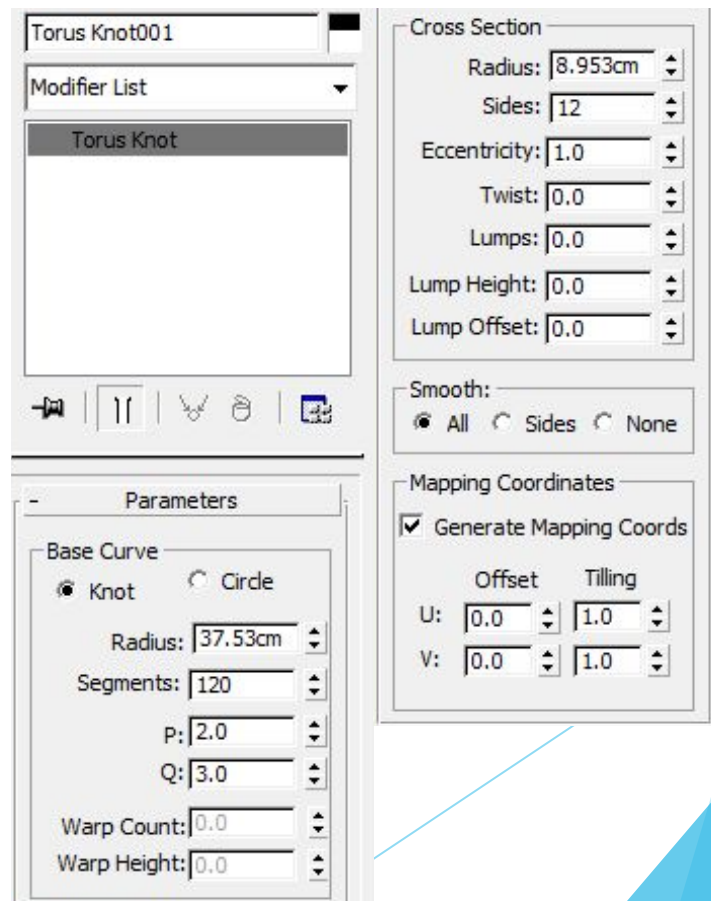 Torus Knot001
Modifier List
Torus Knot
- Parameters
Base Curve
Knot Circle
Radius: 37.53cm
Segments: 120
P: 2.0
Q: 3.0
Warp Count: 0.0
Warp Height: 0.0
Cross Section
Radius: 8.953cm
Sides: 12
Eccentricity: 1.0
Twist: 0.0
Lumps: 0.0
Lump Height: 0.0
Lump Offset: 0.0
Smooth:
All Sides None
Mapping Coordinates
Generate Mapping Coords
Offset Tilling
U: 0.0 1.0
V: 0.0 1.0